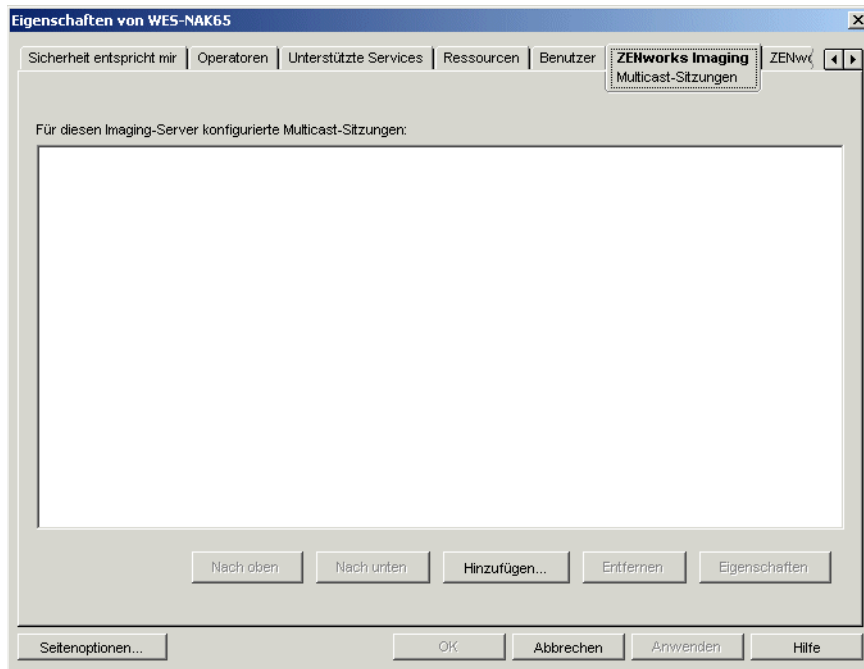 Eigenschaften von WES-NAK65
Sicherheit entspricht mir
Operatoren
Unterstützte Services
Ressourcen
Benutzer
ZENworks Imaging
Multicast-Sitzungen
Für diesen Imaging-Server konfigurierte Multicast-Sitzungen:
Nach oben
Nach unten
Hinzufügen...
Entfernen
Eigenschaften
Seitenoptionen...
OK
Abbrechen
Anwenden
Hilfe